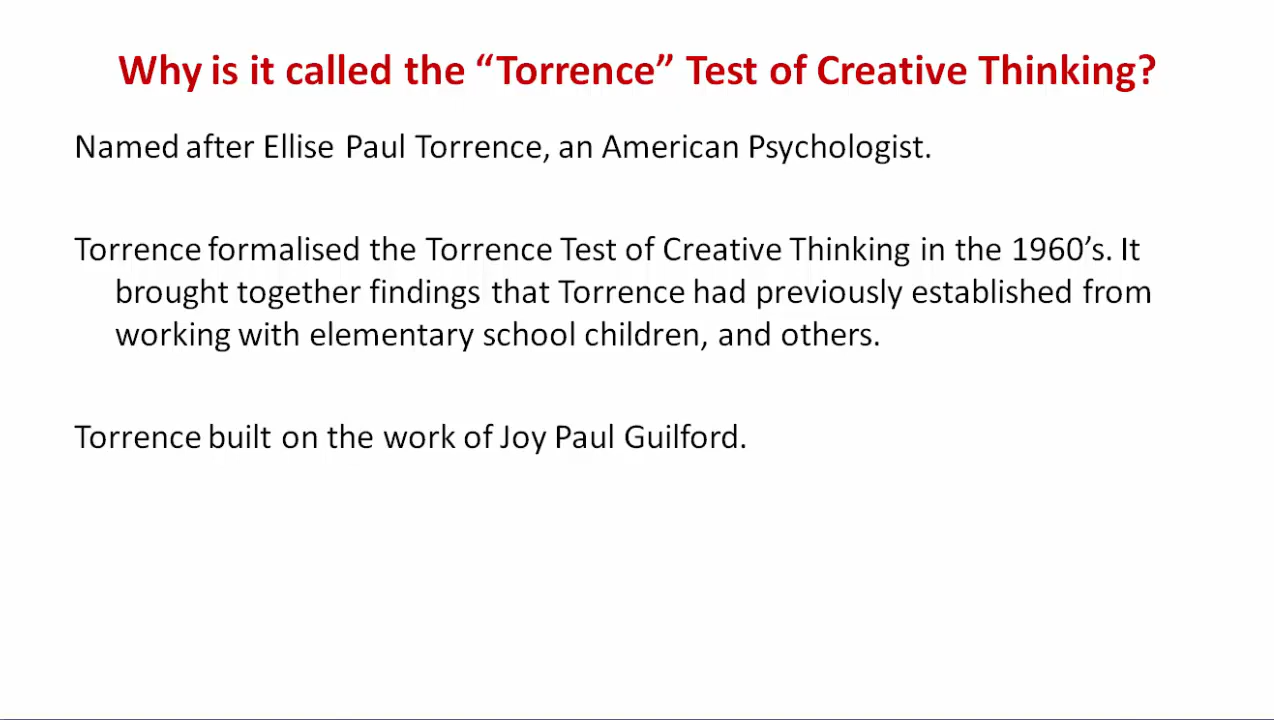 Why is it called the “Torrence” Test of Creative Thinking?
Named after Ellise Paul Torrence, an American Psychologist.
Torrence formalised the Torrence Test of Creative Thinking in the 1960’s. It
brought together findings that Torrence had previously established from
working with elementary school children, and others.
Torrence built on the work of Joy Paul Guilford.